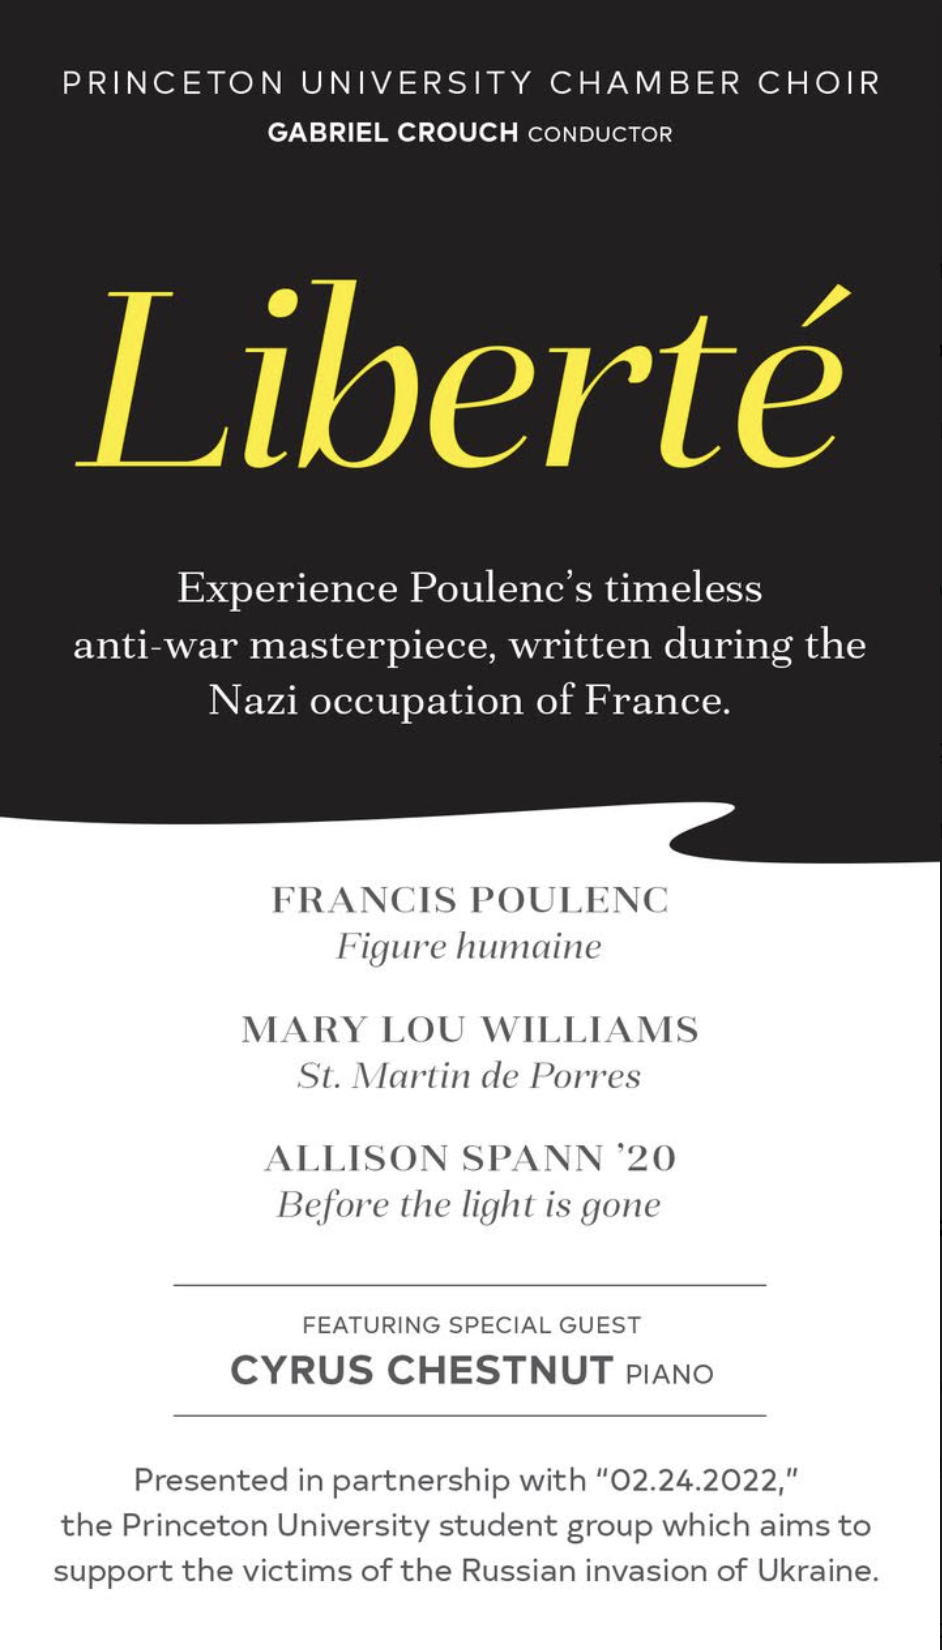 PRINCETON UNIVERSITY CHAMBER CHOIR
GABRIEL CROUCH CONDUCTOR
Liberté
Experience Poulenc’s timeless
anti-war masterpiece, written during the
Nazi occupation of France.
FRANCIS POULENC
Figure humaine
MARY LOU WILLIAMS
St. Martin de Porres
ALLISON SPANN ’20
Before the light is gone
FEATURING SPECIAL GUEST
CYRUS CHESTNUT PIANO
Presented in partnership with “02.24.2022,”
the Princeton University student group which aims to
support the victims of the Russian invasion of Ukraine.